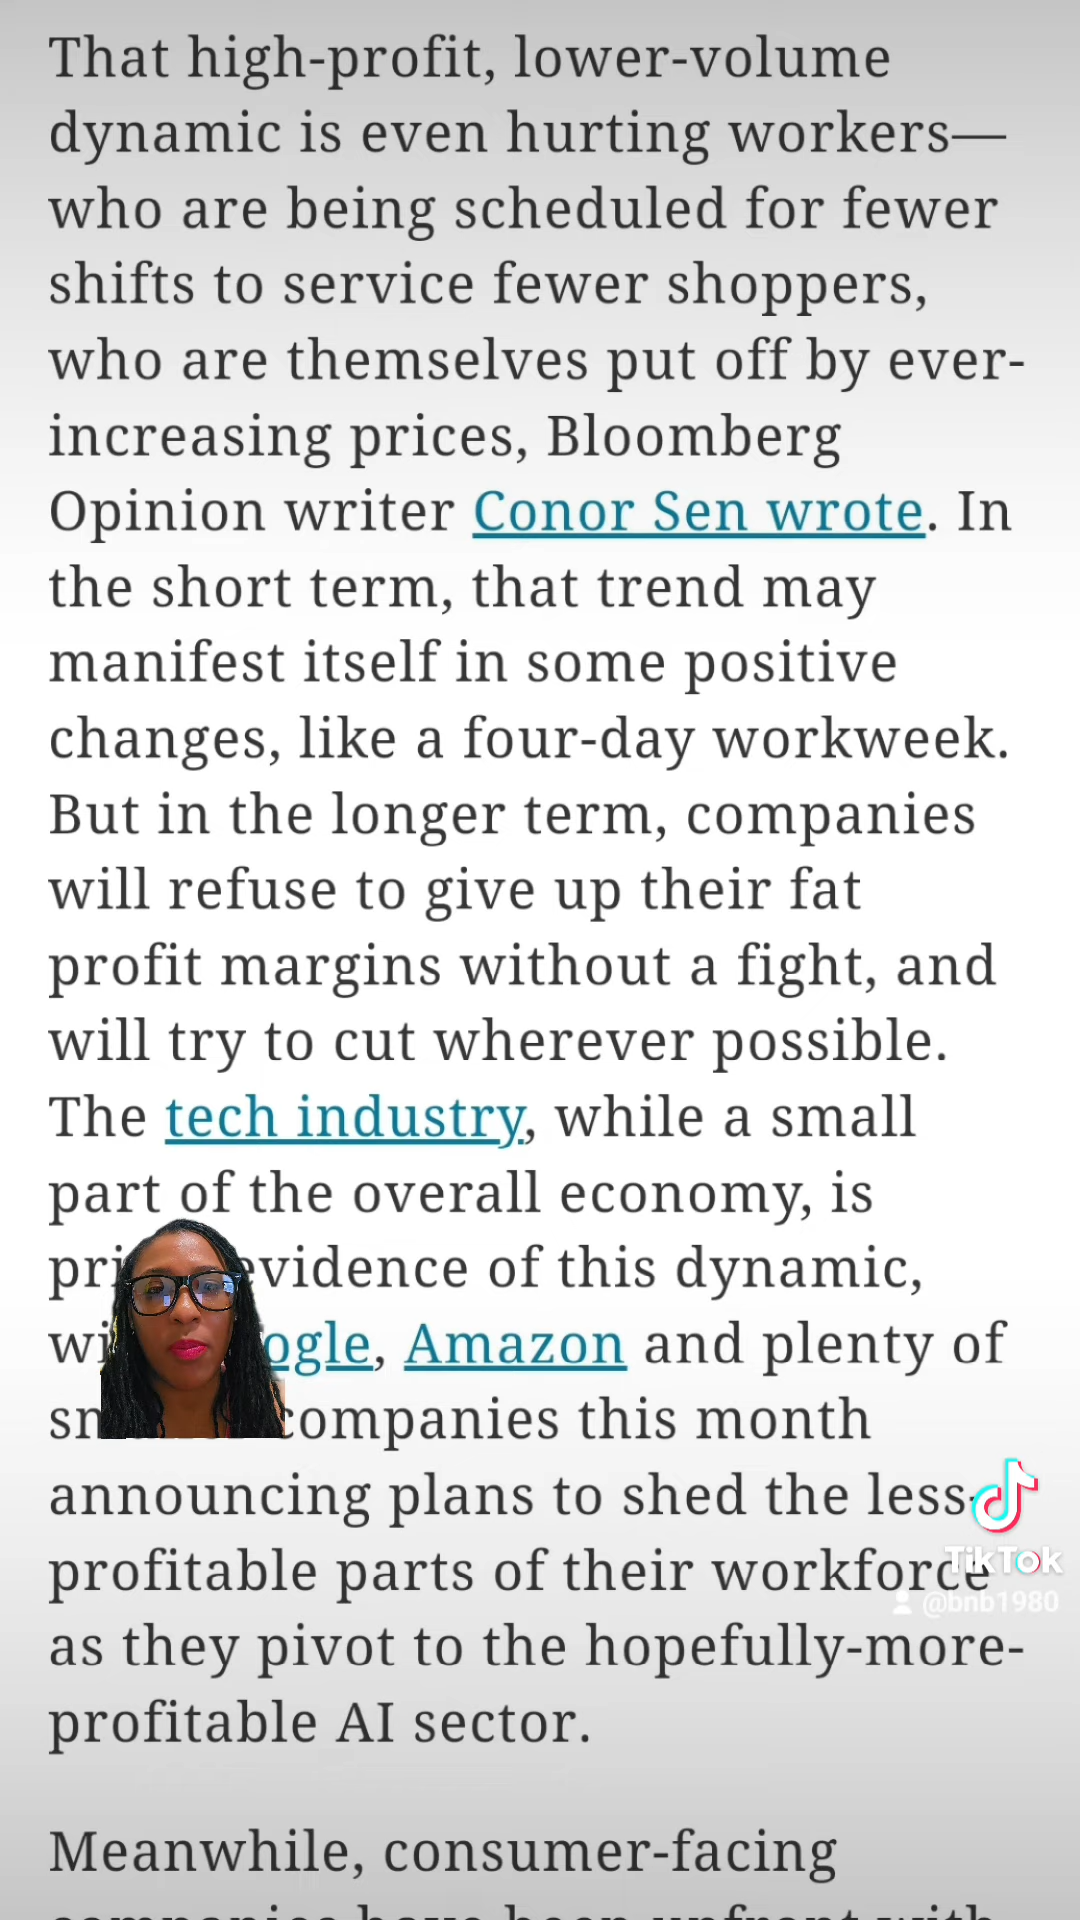 That high-profit, lower-volume
dynamic is even hurting workers—
who are being scheduled for fewer
shifts to service fewer shoppers,
who are themselves put off by ever-
increasing prices, Bloomberg
Opinion writer Conor Sen wrote. In
the short term, that trend may
manifest itself in some positive
changes, like a four-day workweek.
But in the longer term, companies
will refuse to give up their fat
profit margins without a fight, and
will try to cut wherever possible.
The tech industry, while a small
part of the overall economy, is
evidence of this dynamic,
Amazon and plenty of
companies this month
announcing plans to shed the less-
profitable parts of their workforce
as they pivot to the hopefully-more-
profitable AI sector.
Meanwhile, consumer-facing
companies have been upfront with
TikTok
@bnb1980